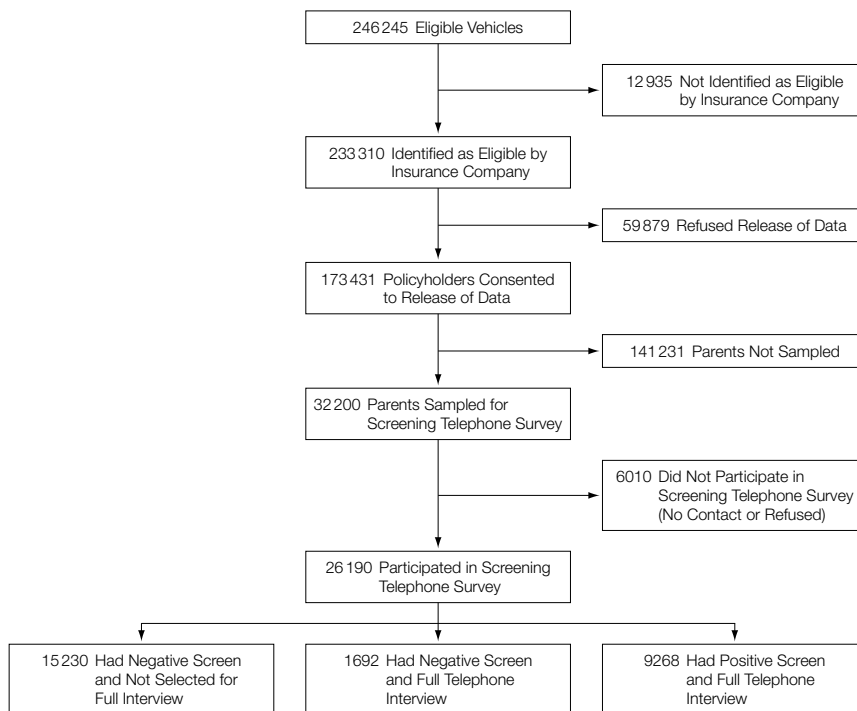 246 245 Eligible Vehicles
12 935 Not Identified as Eligible
by Insurance Company
233 310 Identified as Eligible by
Insurance Company
59 879 Refused Release of Data
173 431 Policyholders Consented
to Release of Data
141 231 Parents Not Sampled
32 200 Parents Sampled for
Screening Telephone Survey
6010 Did Not Participate in
Screening Telephone Survey
(No Contact or Refused)
26 190 Participated in Screening
Telephone Survey
15 230 Had Negative Screen
and Not Selected for
Full Interview
1692 Had Negative Screen
and Full Telephone
Interview
9268 Had Positive Screen
and Full Telephone
Interview